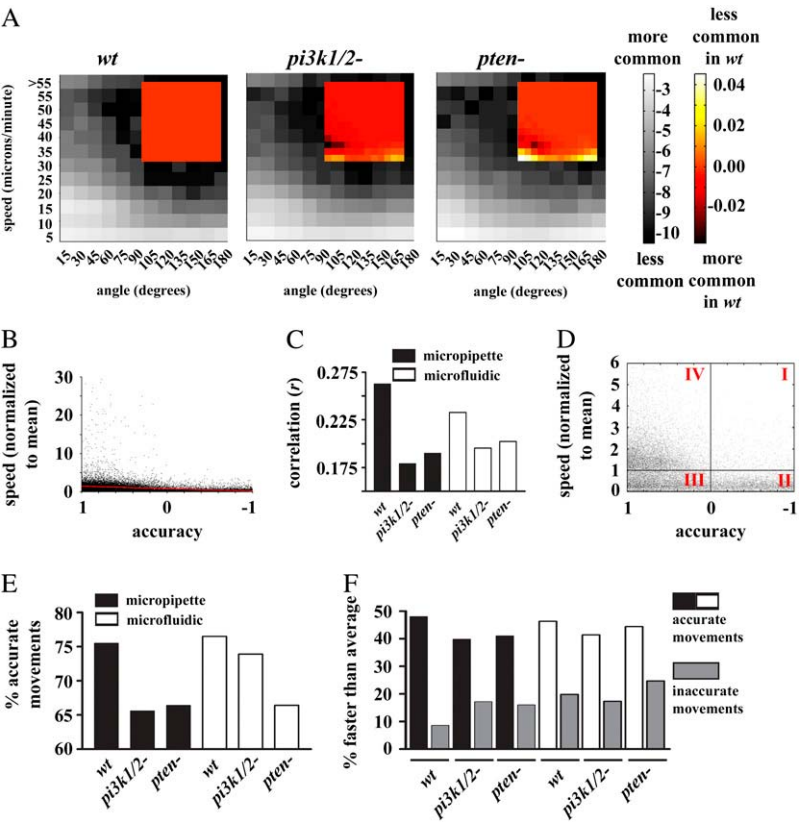 A
wt
pi3k1/2-
pten-
more common
less common in wt
speed (microns/minute)
>55
55
50
45
40
35
30
25
20
15
10
5
15 30 45 60 75 90 105 120 135 150 165 180
15 30 45 60 75 90 105 120 135 150 165 180
15 30 45 60 75 90 105 120 135 150 165 180
angle (degrees)
angle (degrees)
angle (degrees)
-3
-4
-5
-6
-7
-8
-9
-10
0.04
0.02
0.00
-0.02
less common
more common in wt
B
speed (normalized to mean)
30
20
10
0
1 0 -1
accuracy
C
micropipette
microfluidic
correlation (r)
0.275
0.225
0.175
wt pi3k1/2- pten- wt pi3k1/2- pten-
D
speed (normalized to mean)
6
5
4
3
2
1
0
IV I
III II
1 0 -1
accuracy
E
micropipette
microfluidic
% accurate movements
80
75
70
65
60
wt pi3k1/2- pten- wt pi3k1/2- pten-
F
% faster than average
50
40
30
20
10
0
accurate movements
inaccurate movements
wt pi3k1/2- pten- wt pi3k1/2- pten-